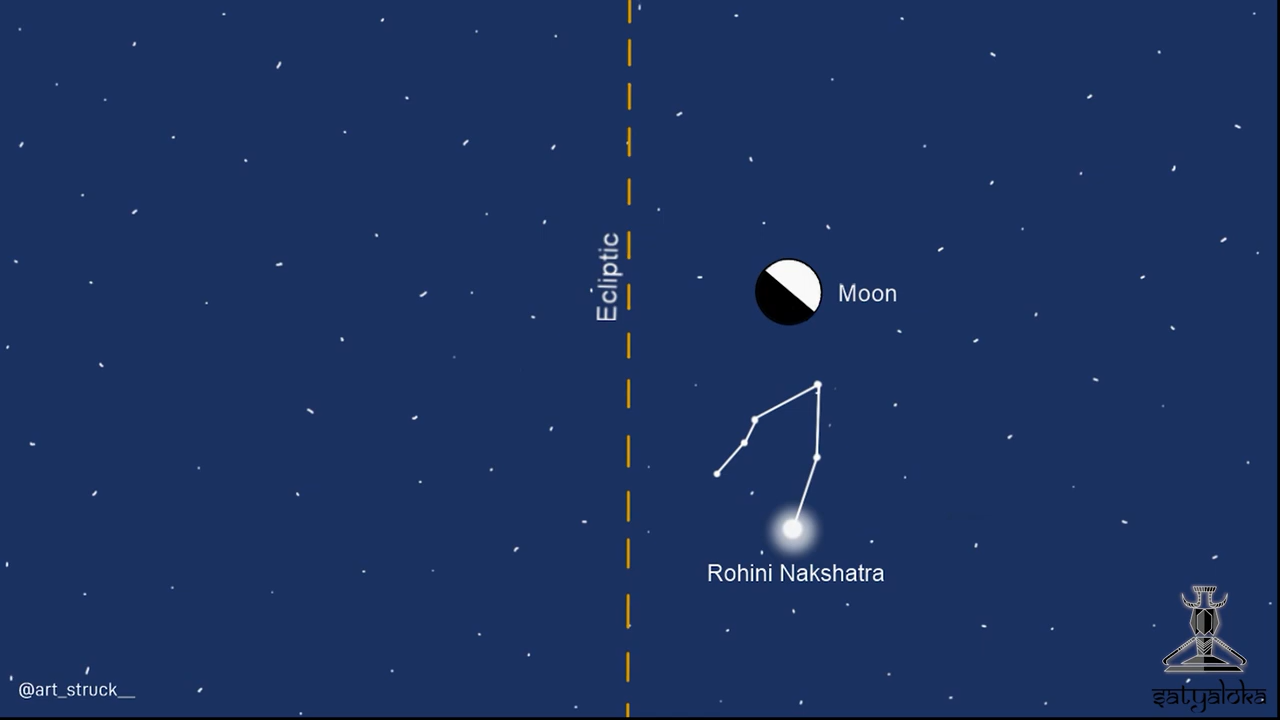 Ecliptic
Moon
Rohini Nakshatra
@art_struck__
satyaloka